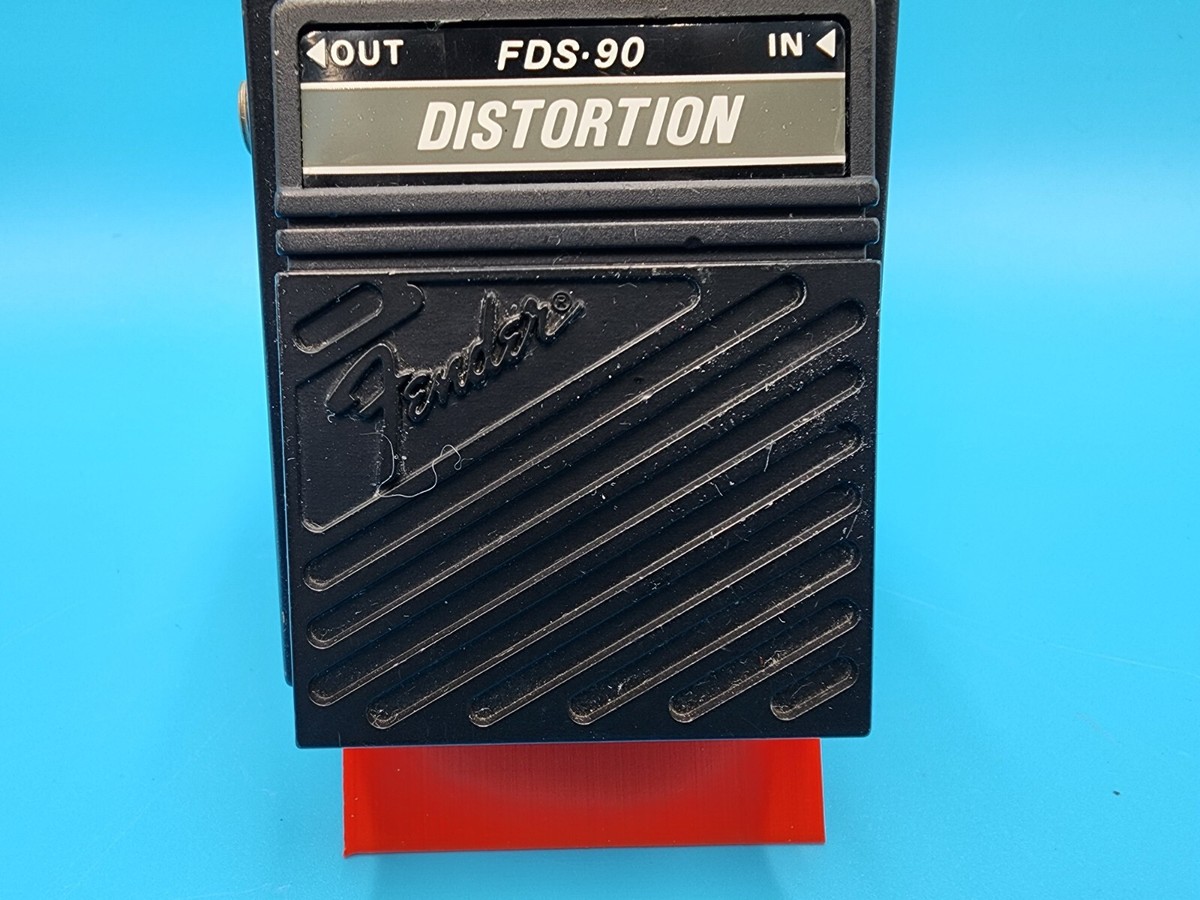 ◀OUT FDS·90 IN◀
DISTORTION
Fender®